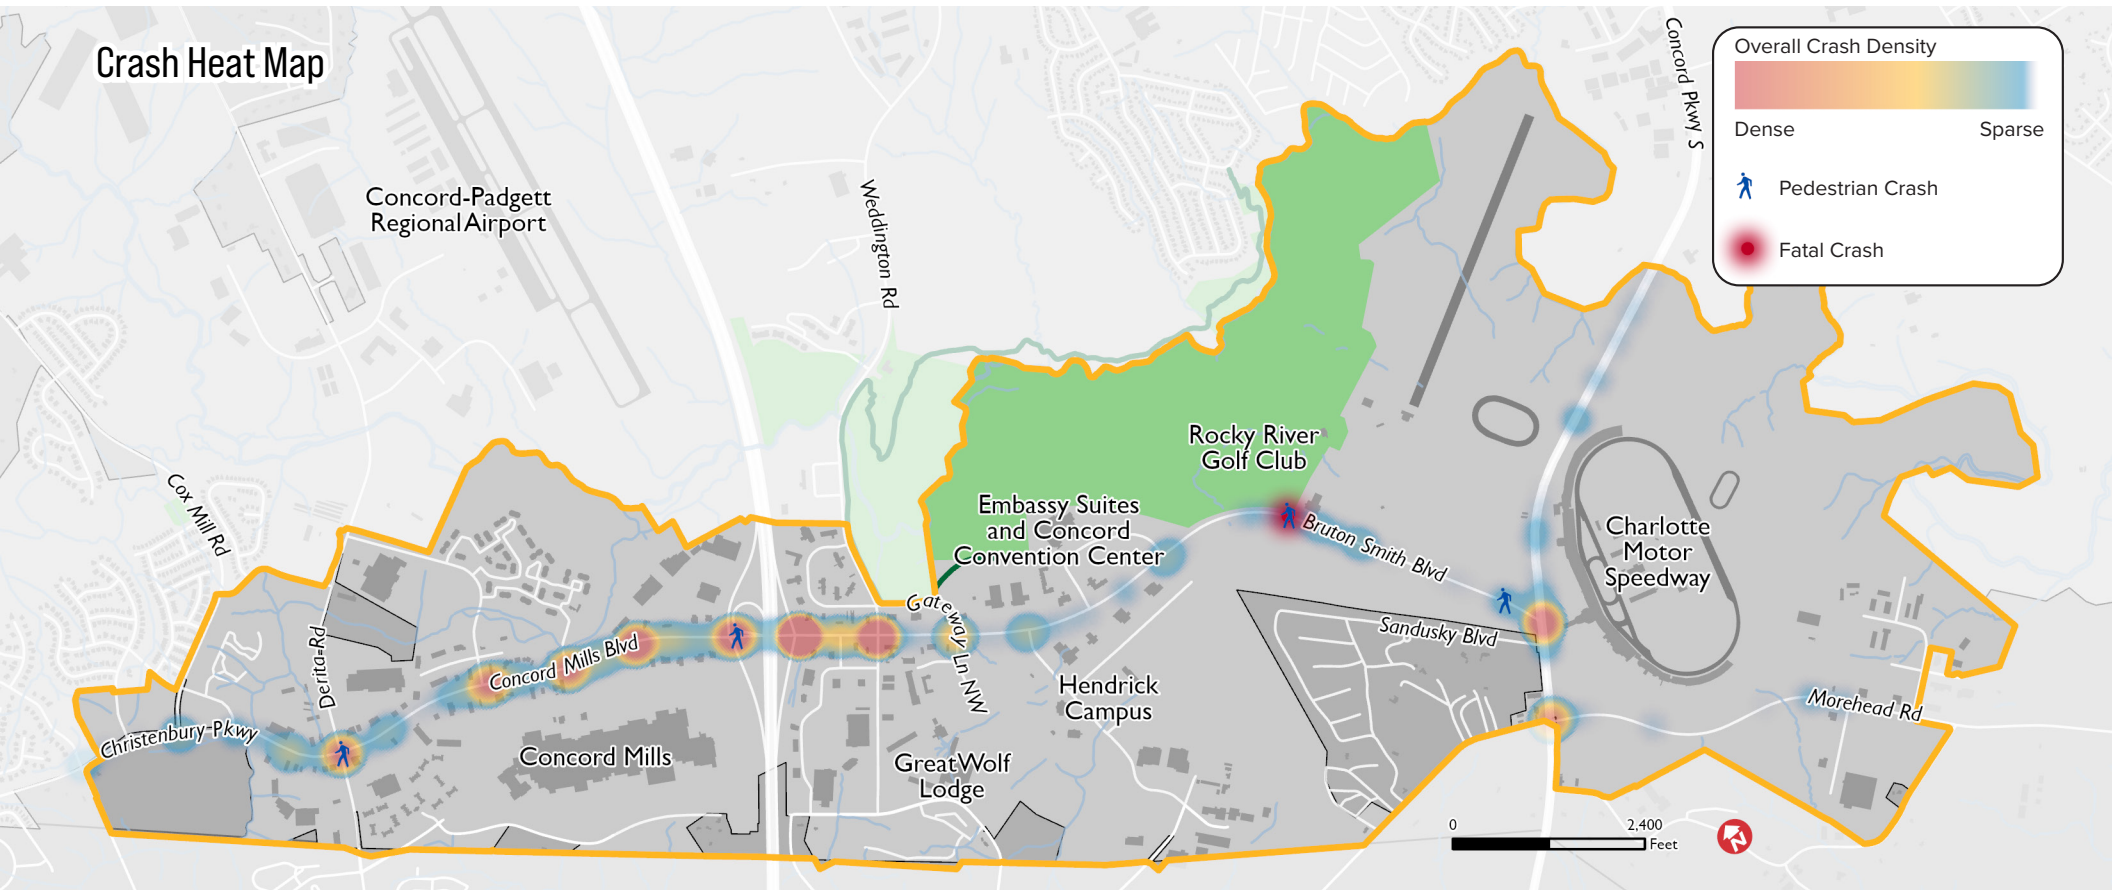 Crash Heat Map
Concord-Padgett
Regional Airport
Weddington Rd
Concord Pkwy S
Overall Crash Density
Dense
Sparse
Pedestrian Crash
Fatal Crash
Cox Mill Rd
Rocky River
Golf Club
Embassy Suites
and Concord
Convention Center
Bruton Smith Blvd
Charlotte
Motor
Speedway
Gateway Ln NW
Sandusky Blvd
Derita-Rd
Concord Mills Blvd
Hendrick
Campus
Morehead Rd
Christenbury-Pkwy
Concord Mills
Great Wolf
Lodge
0
2,400
Feet